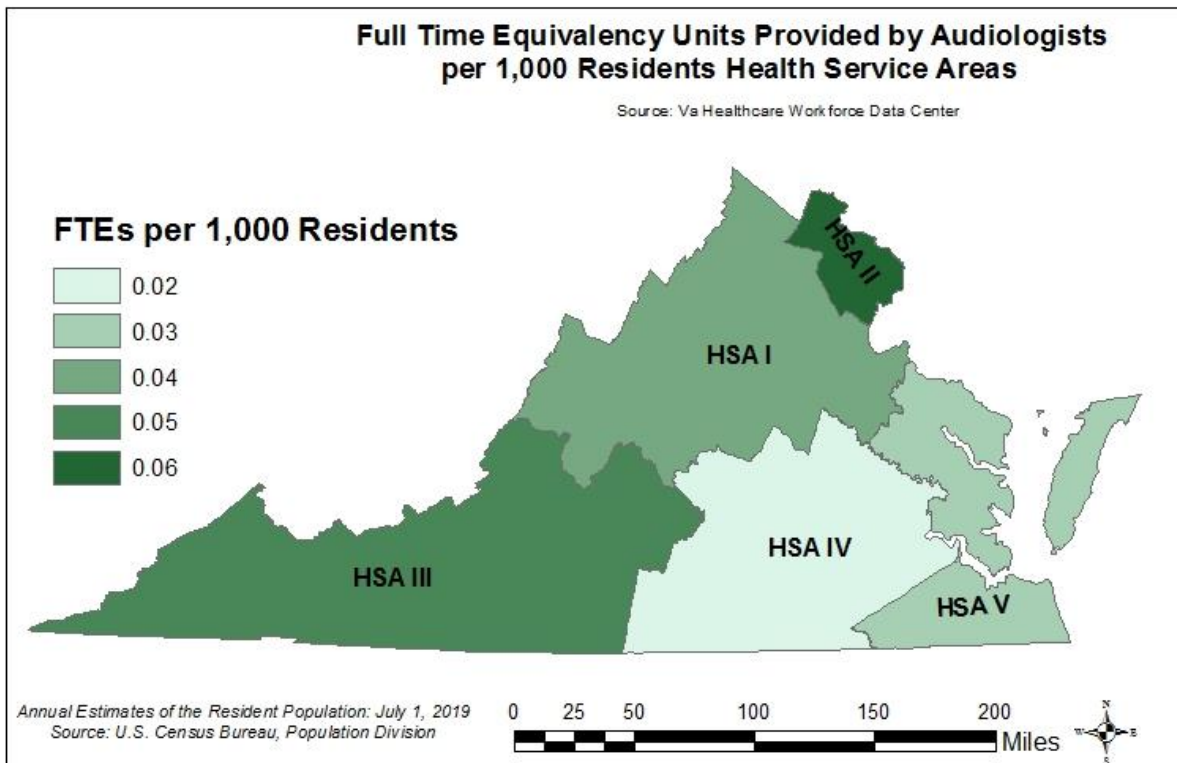 Full Time Equivalency Units Provided by Audiologists
per 1,000 Residents Health Service Areas
Source: Va Healthcare Workforce Data Center
FTEs per 1,000 Residents
0.02
0.03
0.04
0.05
0.06
HSA II
HSA I
HSA IV
HSA III
HSA V
Annual Estimates of the Resident Population: July 1, 2019
Source: U.S. Census Bureau, Population Division
0 25 50 100 150 200
Miles
N
W E
S